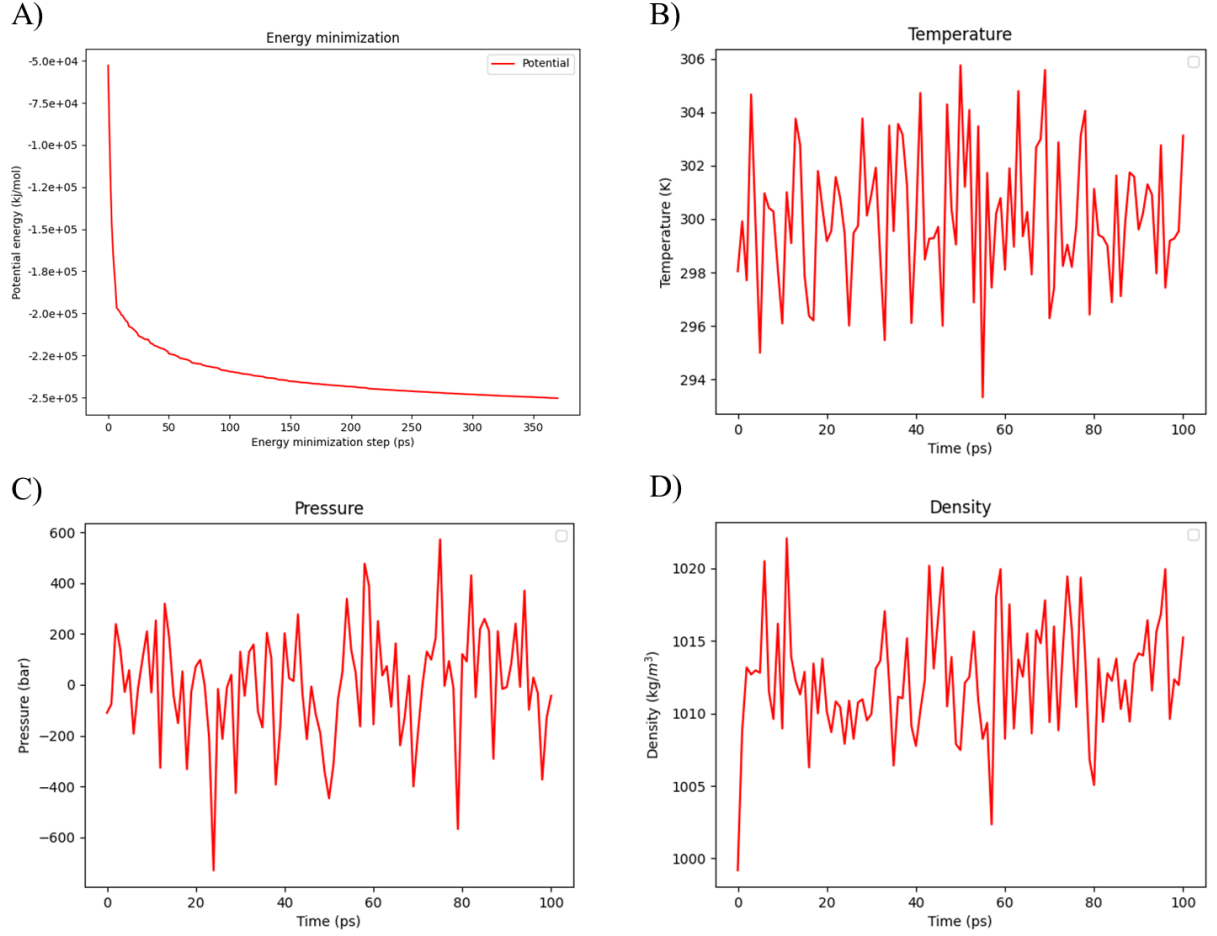 A)
Energy minimization
Potential
Potential energy (kj/mol)
-5.0e+04
-7.5e+04
-1.0e+05
-1.2e+05
-1.5e+05
-1.8e+05
-2.0e+05
-2.2e+05
-2.5e+05
0 50 100 150 200 250 300 350
Energy minimization step (ps)
B)
Temperature
Temperature (K)
306
304
302
300
298
296
294
0 20 40 60 80 100
Time (ps)
C)
Pressure
Pressure (bar)
600
400
200
0
−200
−400
−600
0 20 40 60 80 100
Time (ps)
D)
Density
Density (kg/m³)
1020
1015
1010
1005
1000
0 20 40 60 80 100
Time (ps)